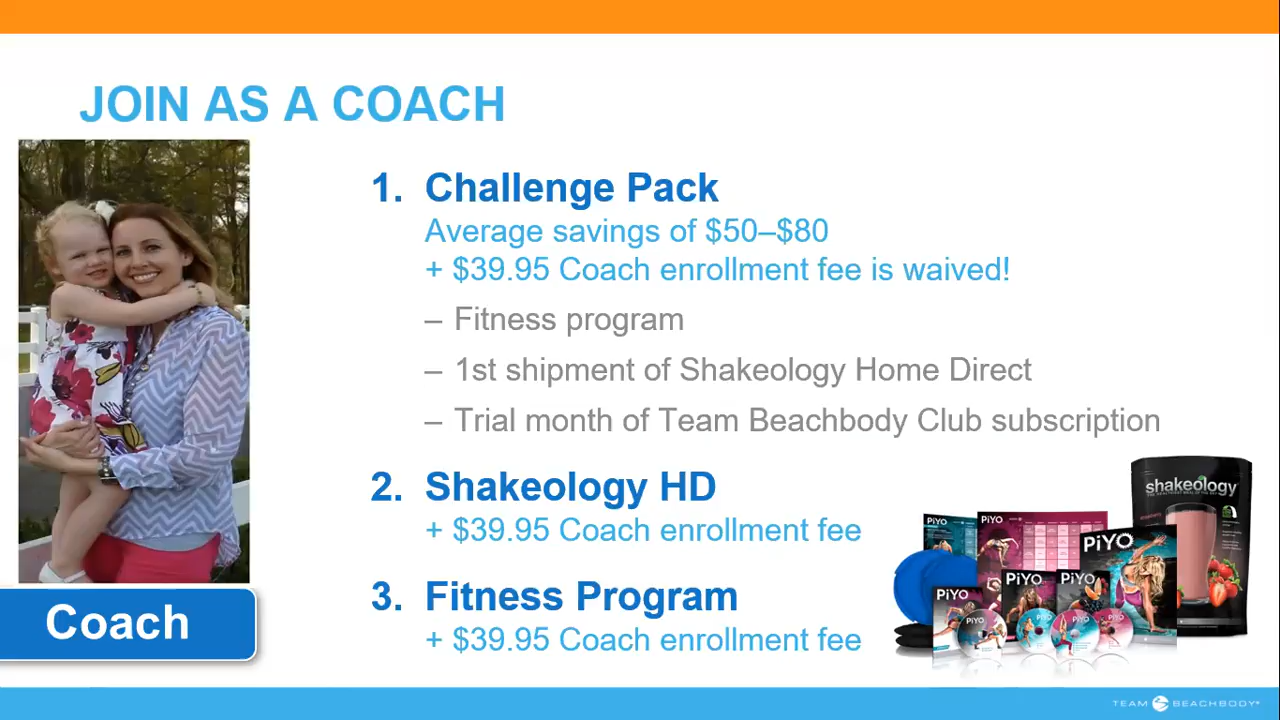 JOIN AS A COACH
1. Challenge Pack
Average savings of $50–$80
+ $39.95 Coach enrollment fee is waived!
– Fitness program
– 1st shipment of Shakeology Home Direct
– Trial month of Team Beachbody Club subscription
2. Shakeology HD
+ $39.95 Coach enrollment fee
3. Fitness Program
+ $39.95 Coach enrollment fee
Coach
shakeology
PiYO
PiYO
PiYO
PiYO
PiYO
PiYO
TEAM BEACHBODY